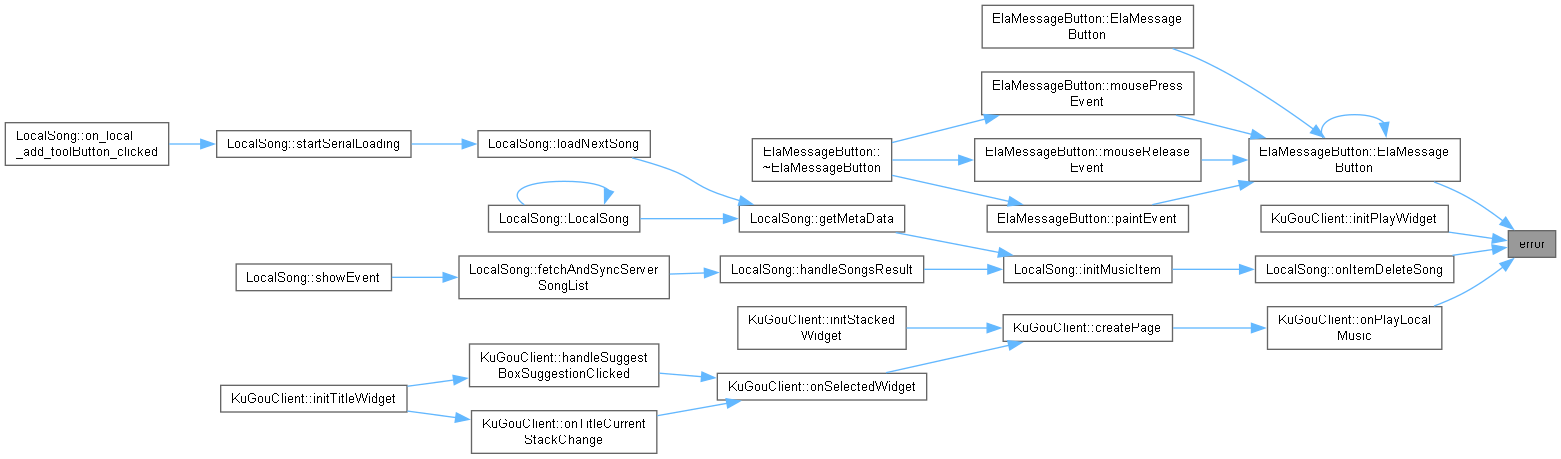 ElaMessageButton::ElaMessage
Button
ElaMessageButton::mousePress
Event
LocalSong::on_local
_add_toolButton_clicked
LocalSong::startSerialLoading
LocalSong::loadNextSong
ElaMessageButton::
~ElaMessageButton
ElaMessageButton::mouseRelease
Event
ElaMessageButton::ElaMessage
Button
LocalSong::LocalSong
LocalSong::getMetaData
ElaMessageButton::paintEvent
KuGouClient::initPlayWidget
error
LocalSong::showEvent
LocalSong::fetchAndSyncServer
SongList
LocalSong::handleSongsResult
LocalSong::initMusicItem
LocalSong::onItemDeleteSong
KuGouClient::initStacked
Widget
KuGouClient::createPage
KuGouClient::onPlayLocal
Music
KuGouClient::handleSuggest
BoxSuggestionClicked
KuGouClient::onSelectedWidget
KuGouClient::initTitleWidget
KuGouClient::onTitleCurrent
StackChange